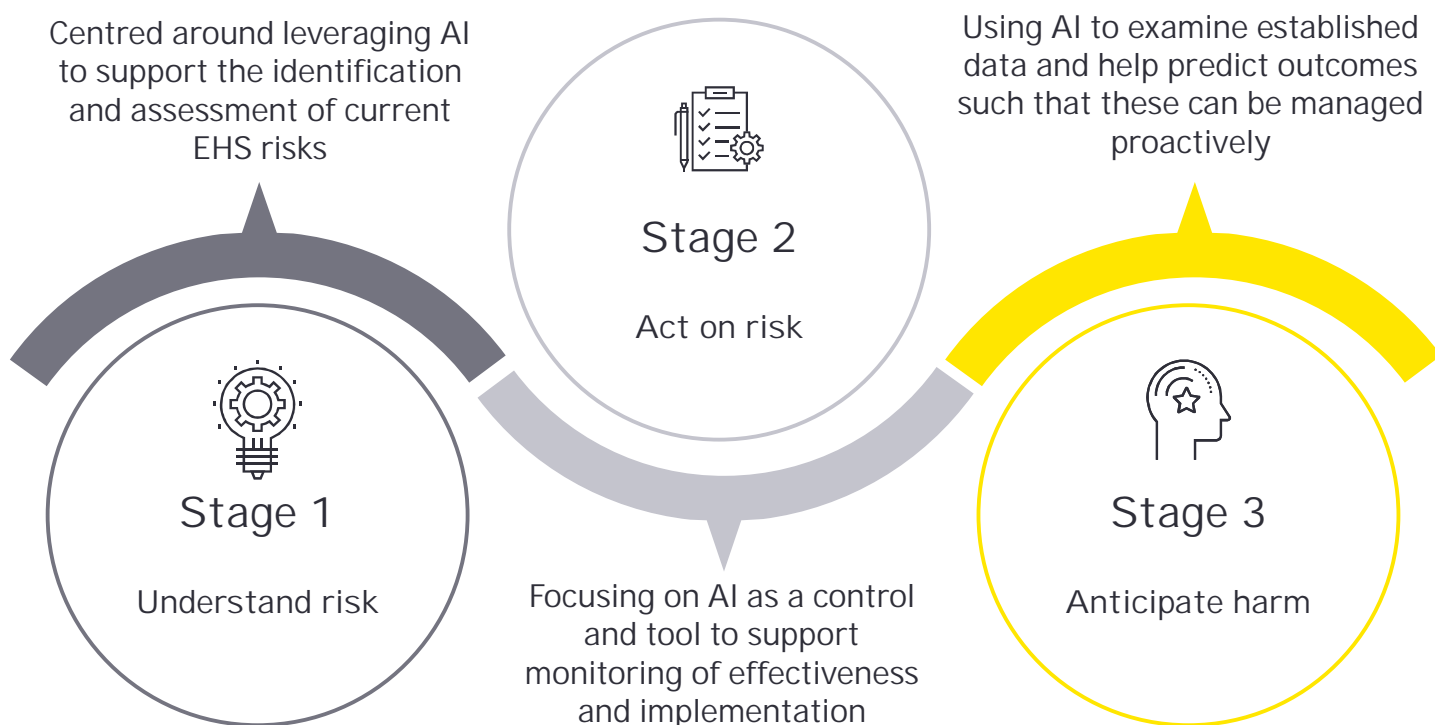 Centred around leveraging AI
to support the identification
and assessment of current
EHS risks
Stage 1
Understand risk
Stage 2
Act on risk
Focusing on AI as a control
and tool to support
monitoring of effectiveness
and implementation
Using AI to examine established
data and help predict outcomes
such that these can be managed
proactively
Stage 3
Anticipate harm